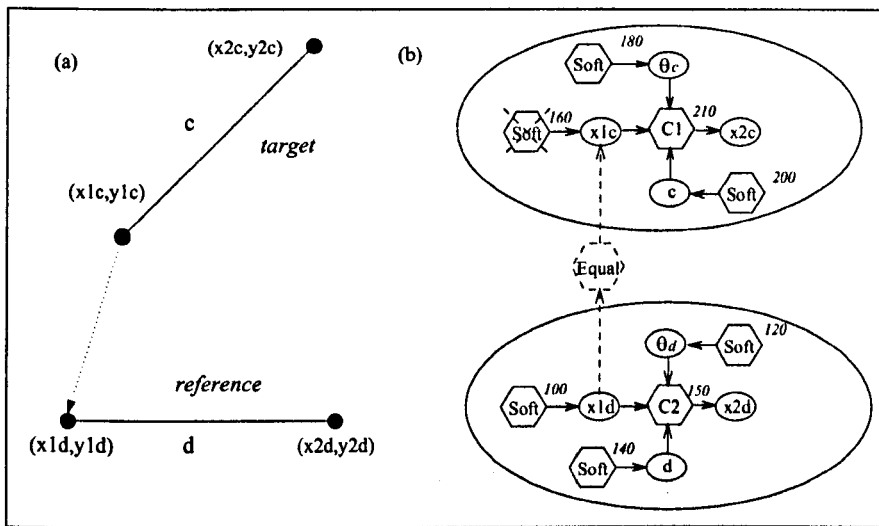 (a)
(x2c,y2c)
c
target
(x1c,y1c)
reference
(x1d,y1d)
d
(x2d,y2d)
(b)
180
Soft
θc
160
Soft
x1c
C1
210
x2c
c
Soft
200
Equal
120
θd
Soft
100
Soft
x1d
C2
150
x2d
140
Soft
d